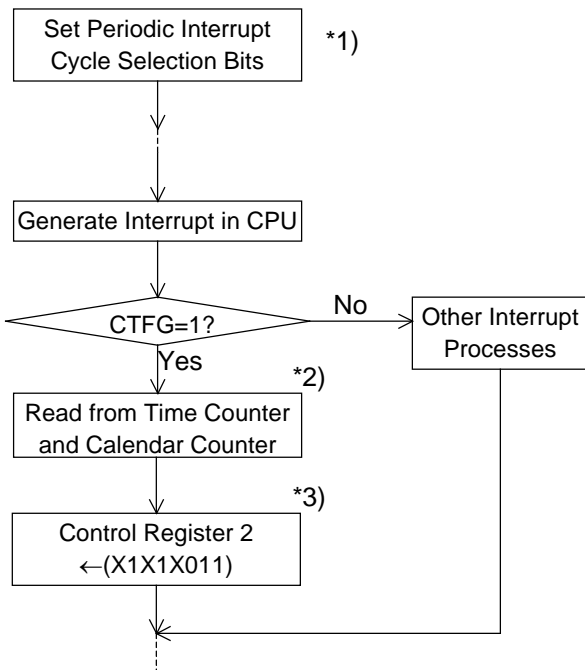 Set Periodic Interrupt
Cycle Selection Bits
*1)
Generate Interrupt in CPU
CTFG=1?
No
Other Interrupt
Processes
Yes
*2)
Read from Time Counter
and Calendar Counter
*3)
Control Register 2
←(X1X1X011)